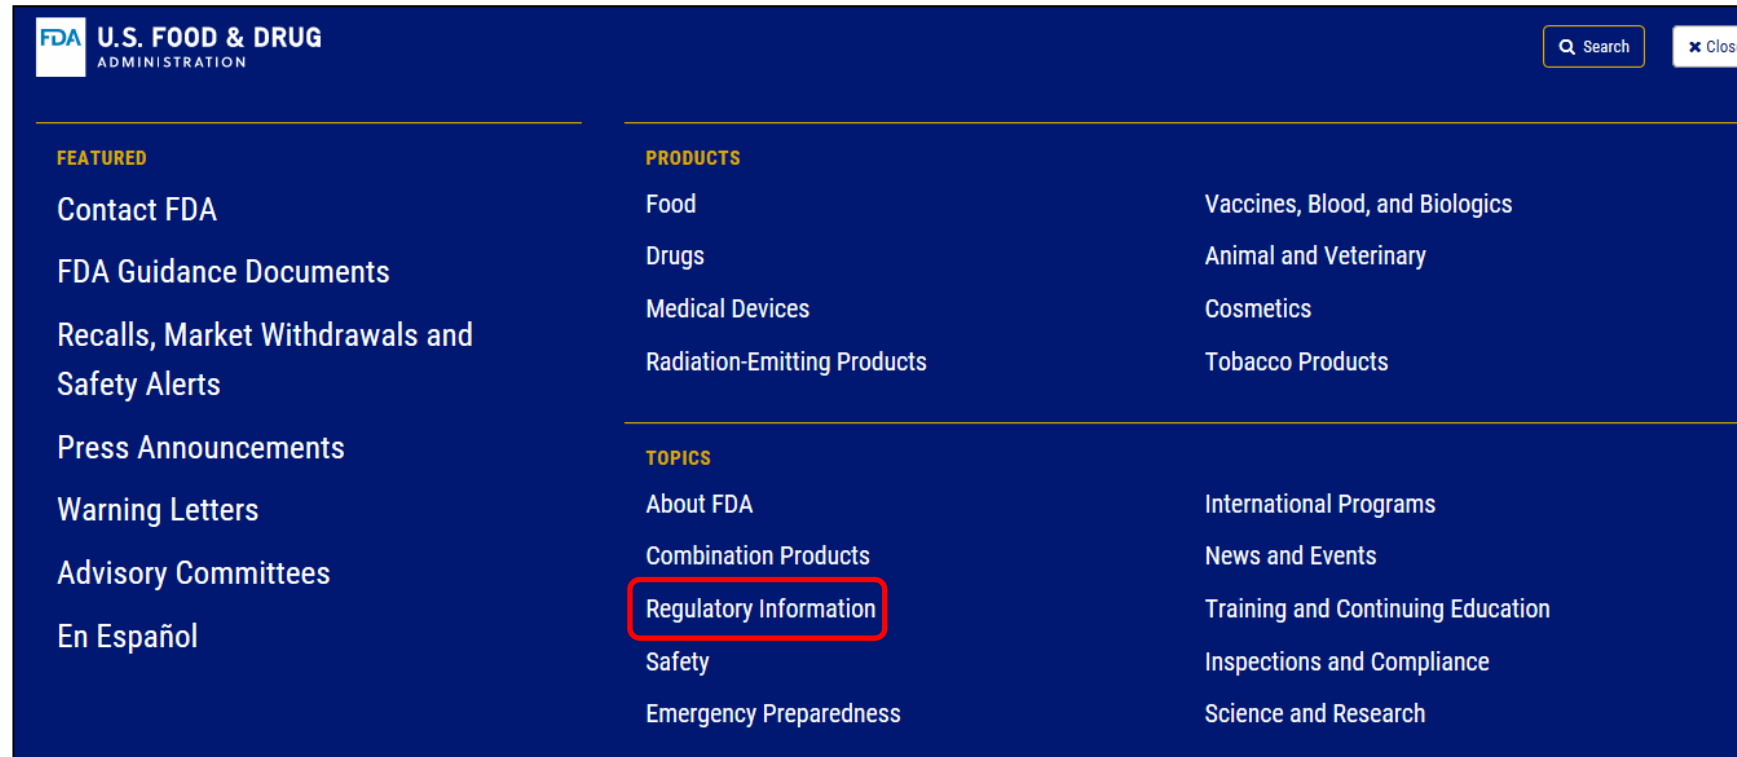 FDA U.S. FOOD & DRUG
ADMINISTRATION
Search
Clos
FEATURED
Contact FDA
FDA Guidance Documents
Recalls, Market Withdrawals and
Safety Alerts
Press Announcements
Warning Letters
Advisory Committees
En Español
PRODUCTS
Food
Drugs
Medical Devices
Radiation-Emitting Products
Vaccines, Blood, and Biologics
Animal and Veterinary
Cosmetics
Tobacco Products
TOPICS
About FDA
Combination Products
Regulatory Information
Safety
Emergency Preparedness
International Programs
News and Events
Training and Continuing Education
Inspections and Compliance
Science and Research